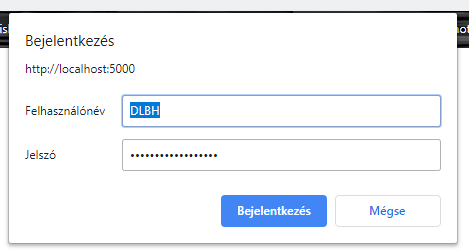 Bejelentkezés
http://localhost:5000
Felhasználónév DLBH
Jelszó ••••••••••••••••••
Bejelentkezés Mégse